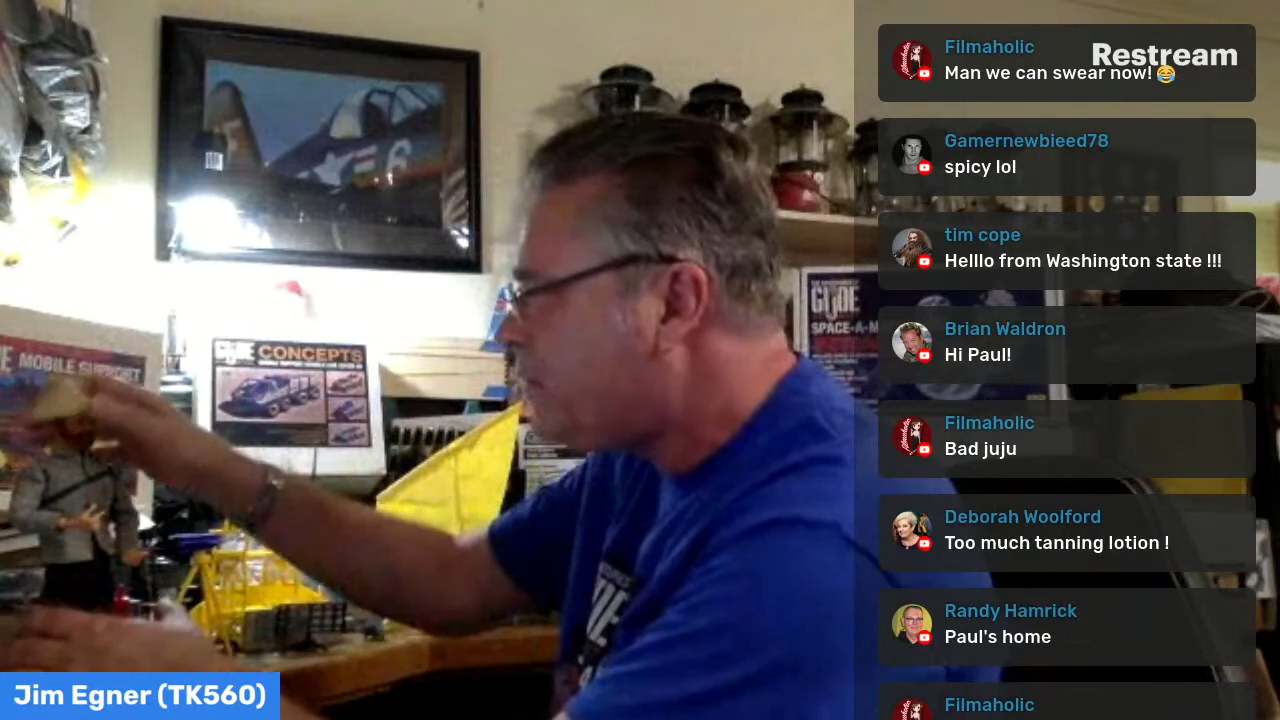 Filmaholic
Restream
Man we can swear now! 😂
Gamernewbieed78
spicy lol
tim cope
Helllo from Washington state !!!
Brian Waldron
Hi Paul!
Filmaholic
Bad juju
Deborah Woolford
Too much tanning lotion !
Randy Hamrick
Paul's home
Filmaholic
6
GIJOE
SPACE-A-M
MOBILE SUPPORT
CONCEPTS
Jim Egner (TK560)